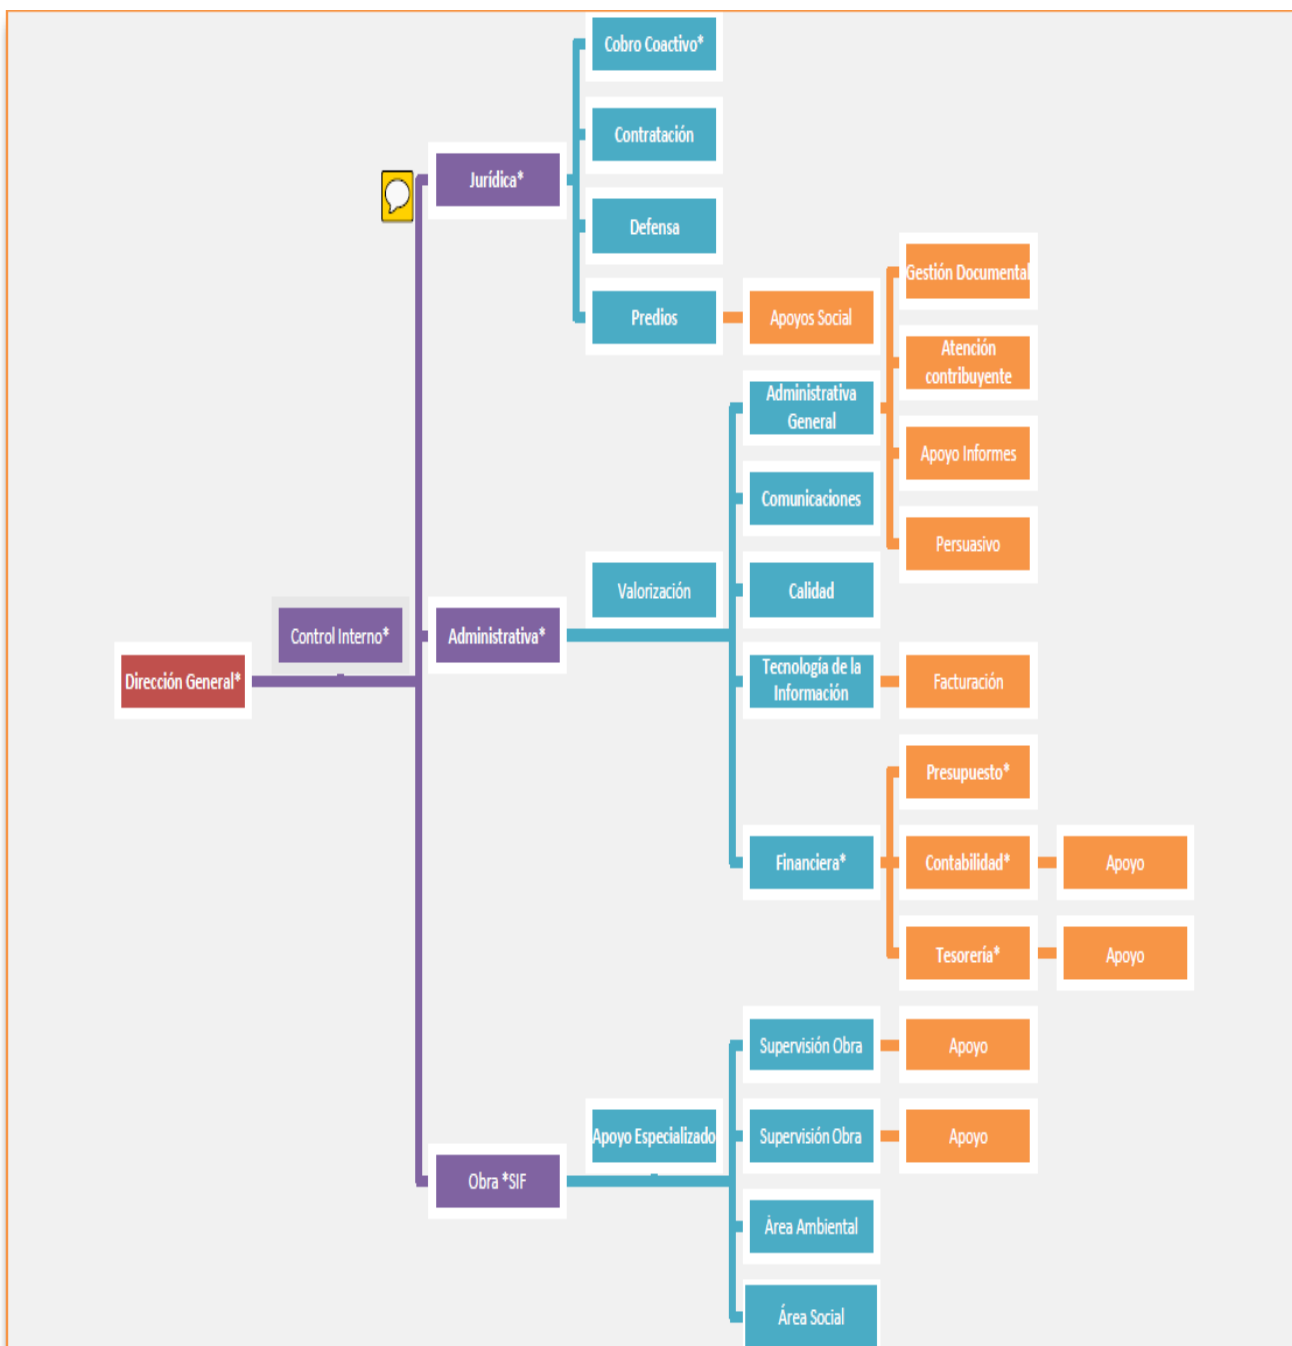 Cobro Coactivo*
Contratación
Jurídica*
Defensa
Predios
Apoyos Social
Gestión Documental
Atención
contribuyente
Administrativa
General
Apoyo Informes
Comunicaciones
Persuasivo
Valorización
Calidad
Control Interno*
Administrativa*
Dirección General*
Tecnología de la
Información
Facturación
Presupuesto*
Financiera*
Contabilidad*
Apoyo
Tesorería*
Apoyo
Supervisión Obra
Apoyo
Apoyo Especializado
Supervisión Obra
Apoyo
Obra *SIF
Área Ambiental
Área Social